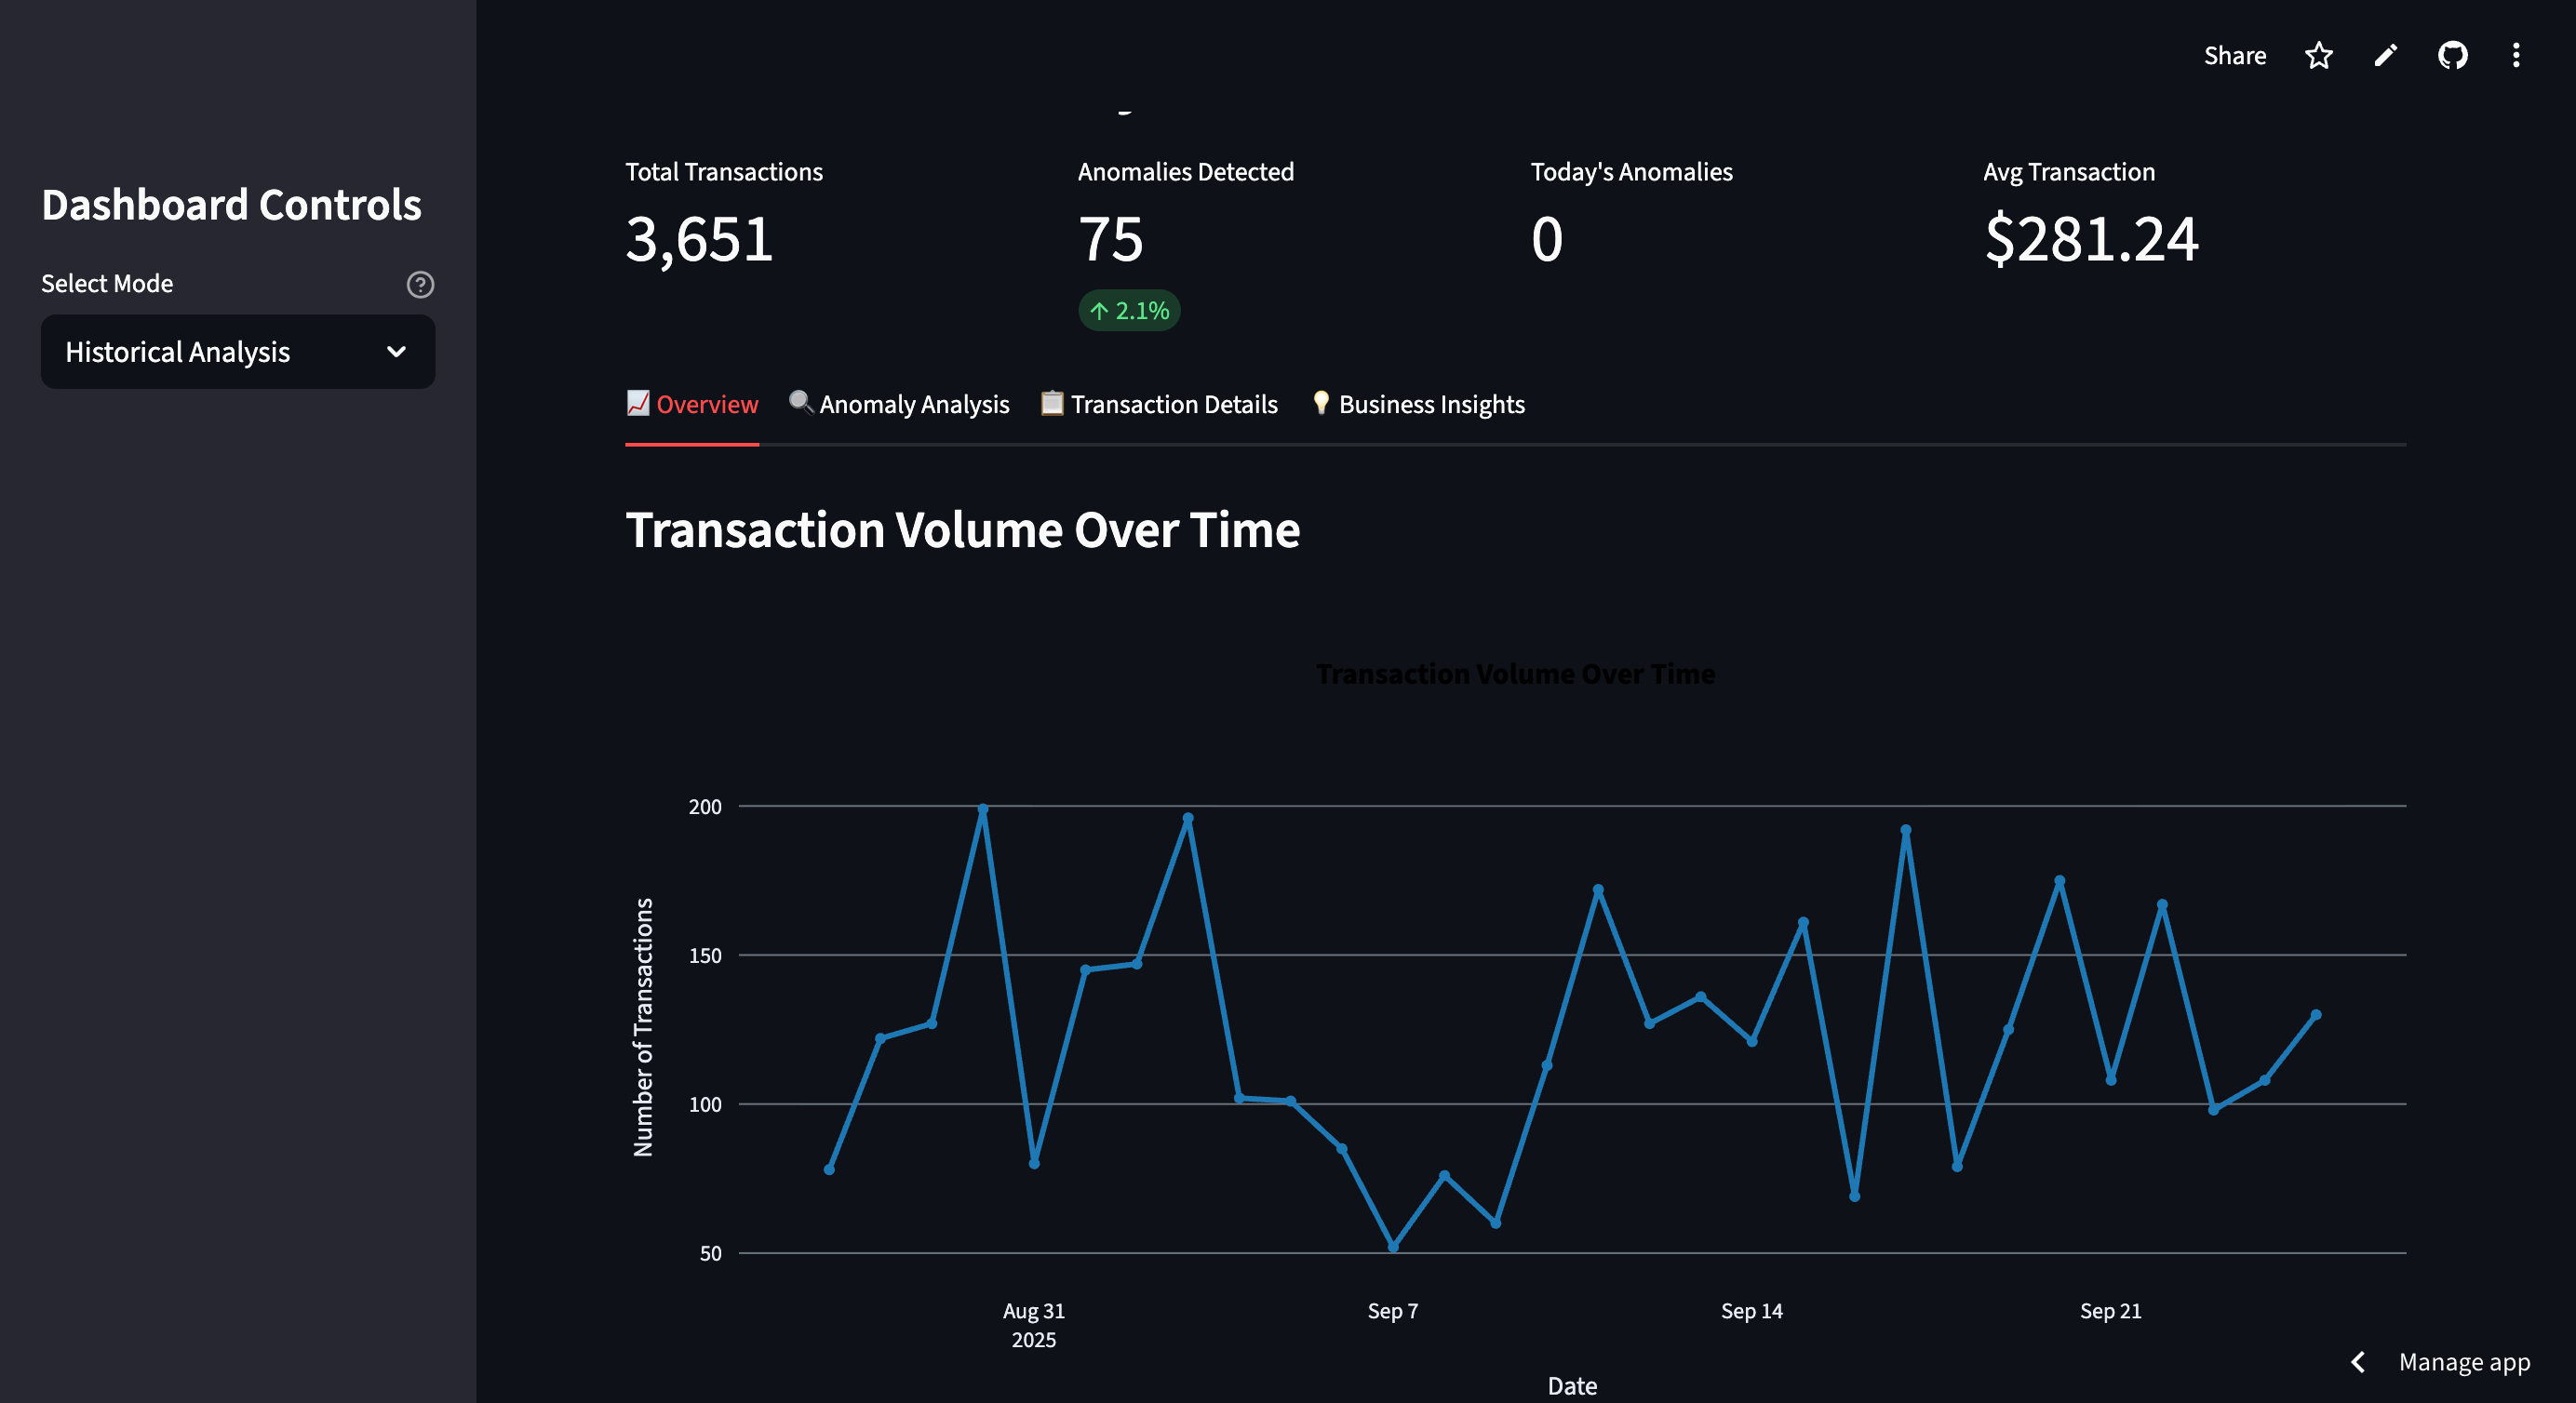 Share
Dashboard Controls
Select Mode
Historical Analysis
Total Transactions
3,651
Anomalies Detected
75
↑ 2.1%
Today's Anomalies
0
Avg Transaction
$281.24
Overview
Anomaly Analysis
Transaction Details
Business Insights
Transaction Volume Over Time
Transaction Volume Over Time
Number of Transactions
200
150
100
50
Aug 31
2025
Sep 7
Sep 14
Sep 21
Date
Manage app